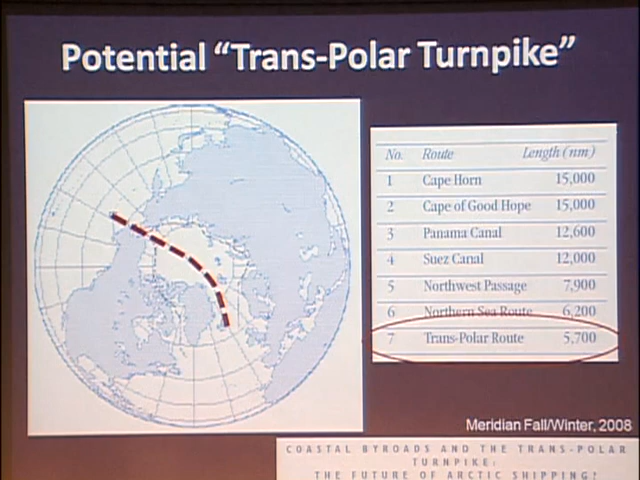 Potential “Trans-Polar Turnpike”
No. Route Length (nm)
1 Cape Horn 15,000
2 Cape of Good Hope 15,000
3 Panama Canal 12,600
4 Suez Canal 12,000
5 Northwest Passage 7,900
6 Northern Sea Route 6,200
7 Trans-Polar Route 5,700
Meridian Fall/Winter, 2008
COASTAL BYROADS AND THE TRANS-POLAR
TURNPIKE:
THE FUTURE OF ARCTIC SHIPPING?